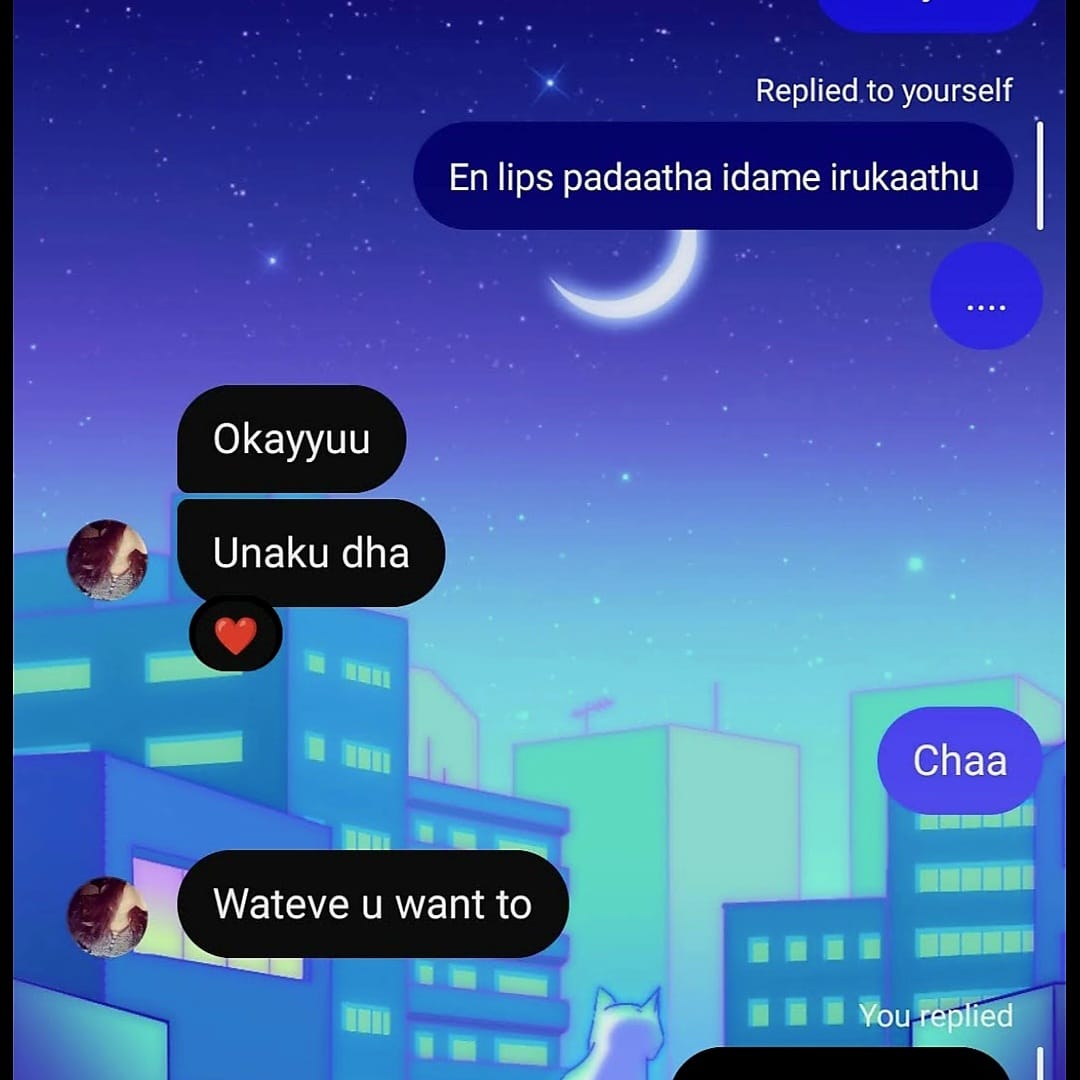 Replied to yourself
En lips padaatha idame irukaathu
....
Okayyuu
Unaku dha
Chaa
Wateve u want to
You replied